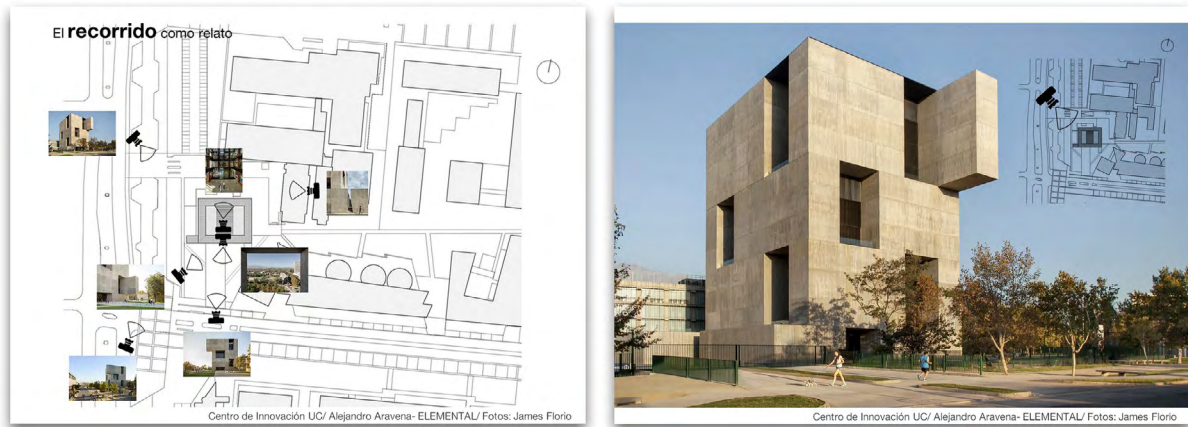 El recorrido como relato
Centro de Innovación UC/ Alejandro Aravena- ELEMENTAL/ Fotos: James Florio
Centro de Innovación UC/ Alejandro Aravena- ELEMENTAL/ Fotos: James Florio